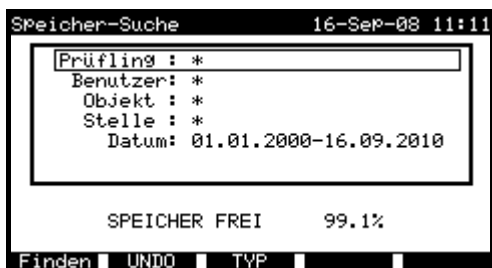 Speicher-Suche 16-Sep-08 11:11
Prüfling : *
Benutzer: *
Objekt : *
Stelle : *
Datum: 01.01.2000-16.09.2010
SPEICHER FREI 99.1%
Finden UNDO TYP